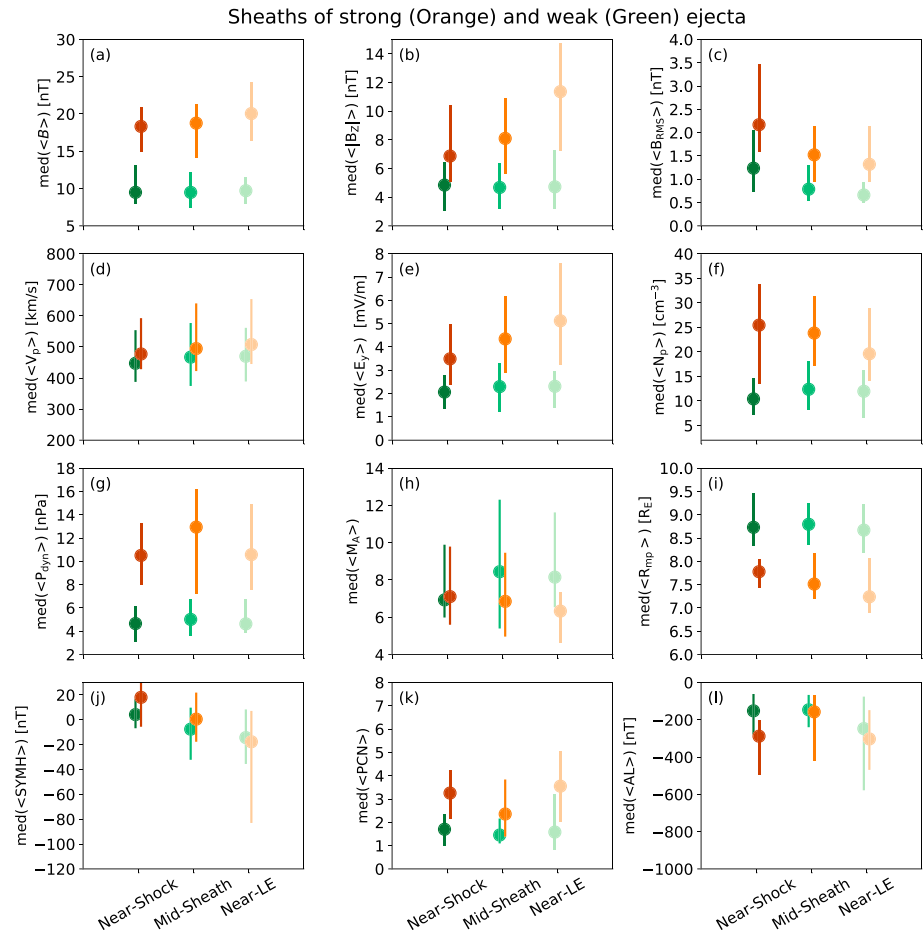 Sheaths of strong (Orange) and weak (Green) ejecta
(a)
med(<B>) [nT]
30
25
20
15
10
5
(b)
med(<|B_Z|>) [nT]
14
12
10
8
6
4
2
(c)
med(<B_RMS>) [nT]
4.0
3.5
3.0
2.5
2.0
1.5
1.0
0.5
0.0
(d)
med(<V_p>) [km/s]
800
700
600
500
400
300
200
(e)
med(<E_y>) [mV/m]
8
7
6
5
4
3
2
1
0
(f)
med(<N_p>) [cm⁻³]
40
35
30
25
20
15
10
5
(g)
med(<P_dyn>) [nPa]
18
16
14
12
10
8
6
4
2
(h)
med(<M_A>)
14
12
10
8
6
4
(i)
med(<R_mp>) [R_E]
10.0
9.5
9.0
8.5
8.0
7.5
7.0
6.5
6.0
(j)
med(<SYMH>) [nT]
20
0
−20
−40
−60
−80
−100
−120
Near-Shock
Mid-Sheath
Near-LE
(k)
med(<PCN>)
8
7
6
5
4
3
2
1
0
Near-Shock
Mid-Sheath
Near-LE
(l)
med(<AL>) [nT]
0
−200
−400
−600
−800
−1000
Near-Shock
Mid-Sheath
Near-LE